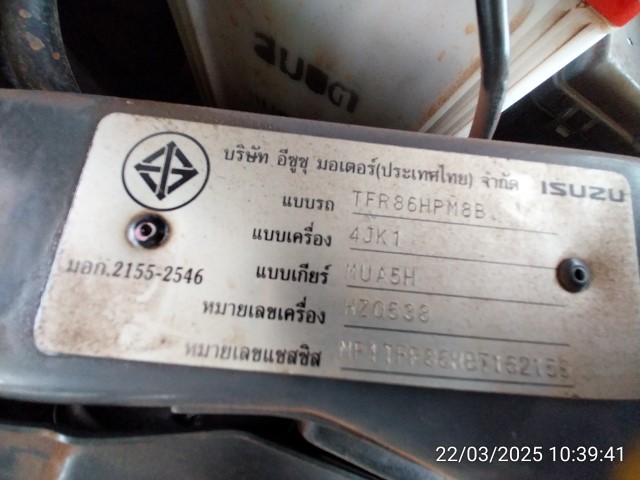 บริษัท อีซูซุ มอเตอร์(ประเทศไทย) จำกัด ISUZU
แบบรถ TFR86HPM8B
แบบเครื่อง 4JK1
มอก.2155-2546 แบบเกียร์ MUA5H
หมายเลขเครื่อง
หมายเลขแชสซิส
22/03/2025 10:39:41